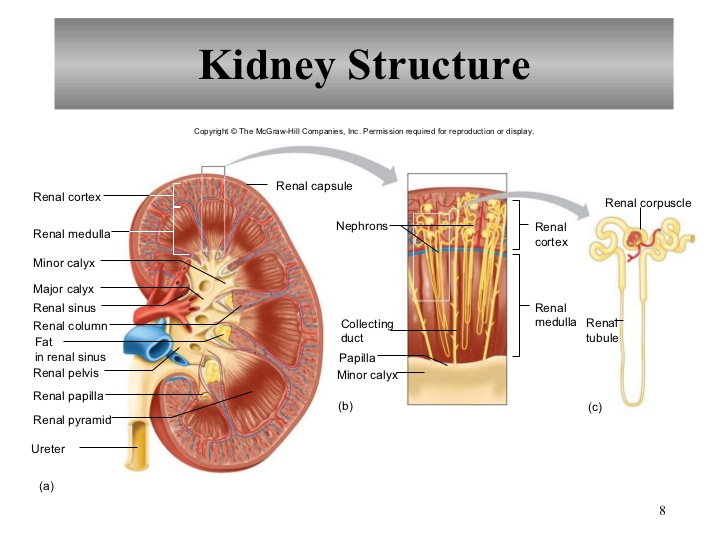 Kidney Structure
Copyright © The McGraw-Hill Companies, Inc. Permission required for reproduction or display.
Renal cortex
Renal medulla
Minor calyx
Major calyx
Renal sinus
Renal column
Fat
in renal sinus
Renal pelvis
Renal papilla
Renal pyramid
Ureter
(a)
Renal capsule
Nephrons
Collecting
duct
Papilla
Minor calyx
(b)
Renal
cortex
Renal
medulla
Renal corpuscle
Renal
tubule
(c)
8